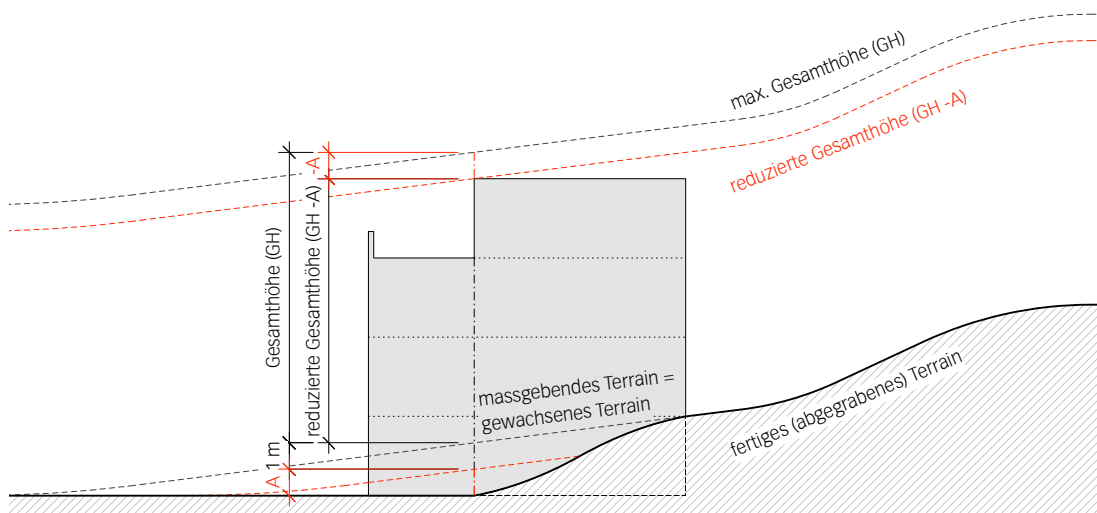 max. Gesamthöhe (GH)
reduzierte Gesamthöhe (GH -A)
-A
Gesamthöhe (GH)
reduzierte Gesamthöhe (GH -A)
massgebendes Terrain =
gewachsenes Terrain
fertiges (abgegrabenes) Terrain
1 m
A